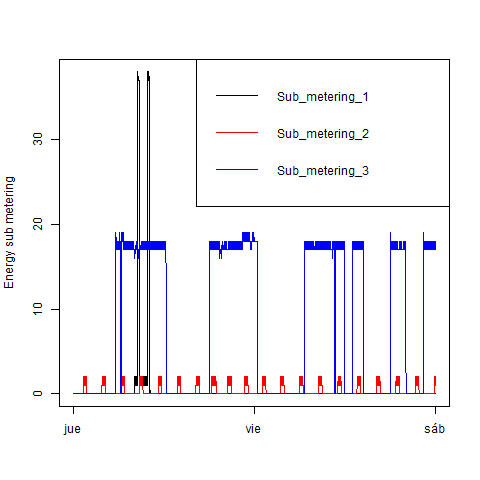 Sub_metering_1
Sub_metering_2
Sub_metering_3
Energy sub metering
30
20
10
0
jue
vie
sáb